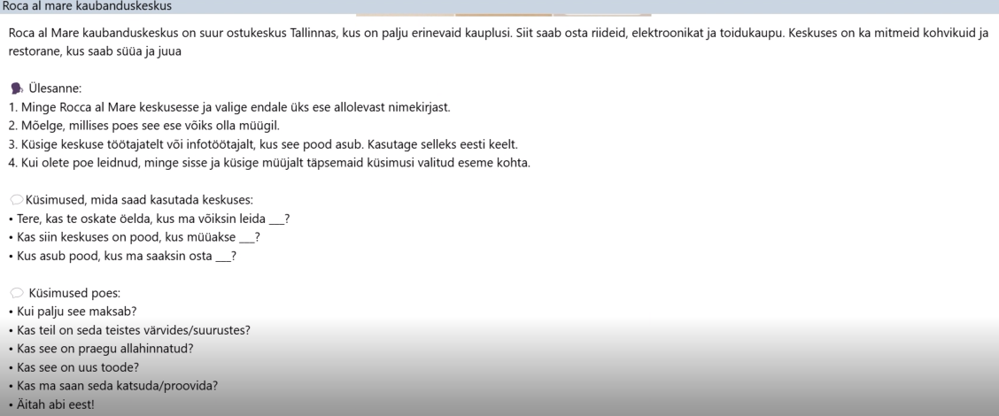 Roca al mare kaubanduskeskus
Roca al Mare kaubanduskeskus on suur ostukeskus Tallinnas, kus on palju erinevaid kauplusi. Siit saab osta riideid, elektroonikat ja toidukaupu. Keskuses on ka mitmeid kohvikuid ja
restorane, kus saab süüa ja juua
Ülesanne:
1. Minge Rocca al Mare keskusesse ja valige endale üks ese allolevast nimekirjast.
2. Mõelge, millises poes see ese võiks olla müügil.
3. Küsige keskuse töötajatelt või infotöötajalt, kus see pood asub. Kasutage selleks eesti keelt.
4. Kui olete poe leidnud, minge sisse ja küsige müüjalt täpsemaid küsimusi valitud eseme kohta.
Küsimused, mida saad kasutada keskuses:
• Tere, kas te oskate öelda, kus ma võiksin leida ___?
• Kas siin keskuses on pood, kus müüakse ___?
• Kus asub pood, kus ma saaksin osta ___?
Küsimused poes:
• Kui palju see maksab?
• Kas teil on seda teistes värvides/suurustes?
• Kas see on praegu allahinnatud?
• Kas see on uus toode?
• Kas ma saan seda katsuda/proovida?
• Äitah abi eest!